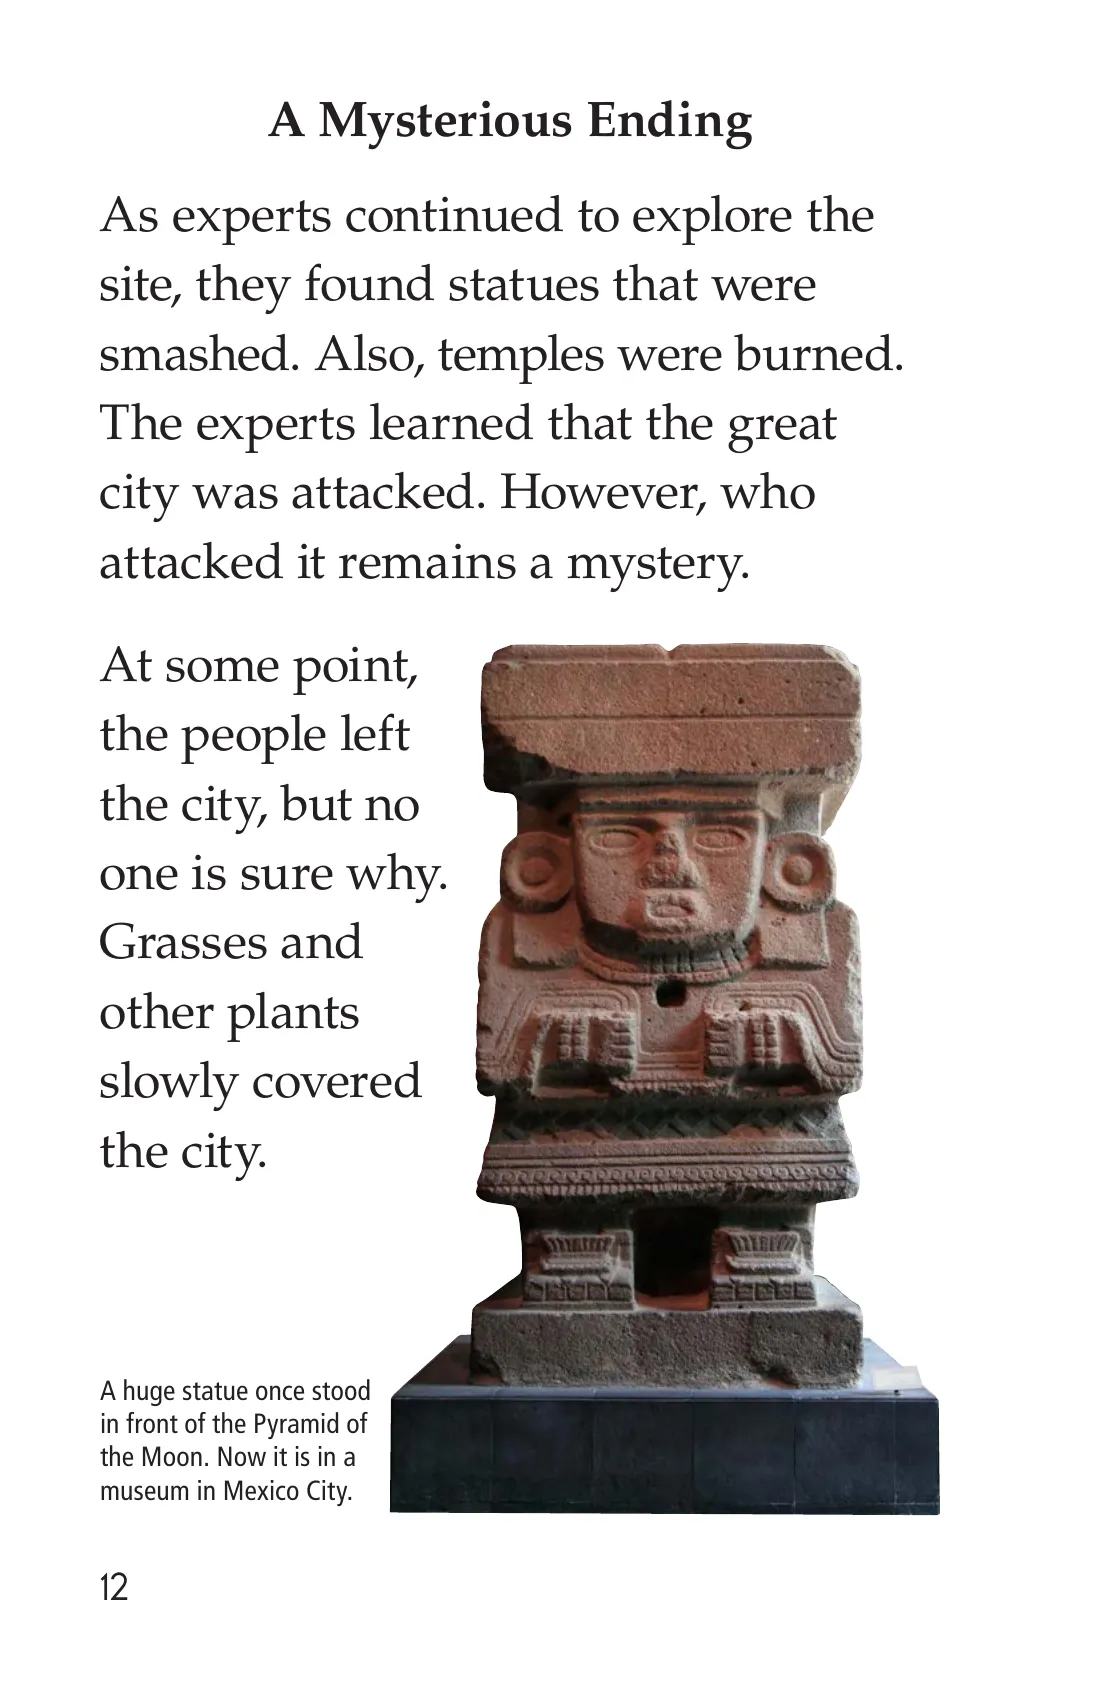 A Mysterious Ending
As experts continued to explore the
site, they found statues that were
smashed. Also, temples were burned.
The experts learned that the great
city was attacked. However, who
attacked it remains a mystery.
At some point,
the people left
the city, but no
one is sure why.
Grasses and
other plants
slowly covered
the city.
A huge statue once stood
in front of the Pyramid of
the Moon. Now it is in a
museum in Mexico City.
12